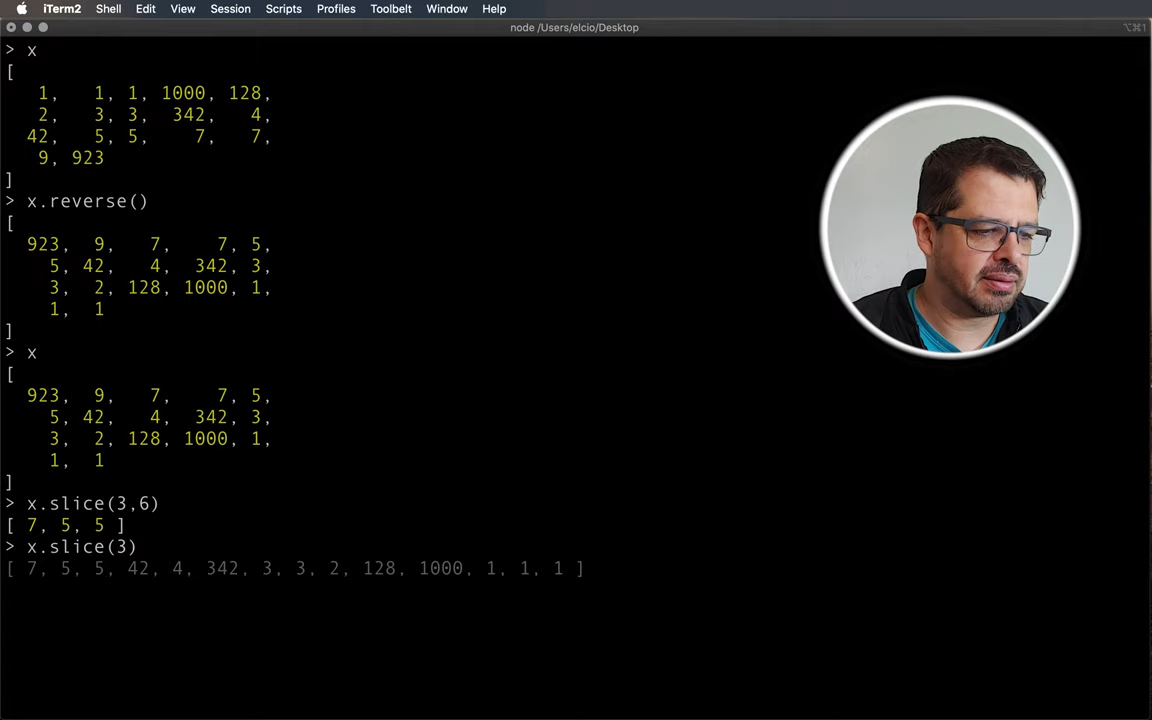 iTerm2 Shell Edit View Session Scripts Profiles Toolbelt Window Help
node /Users/elcio/Desktop ⌥⌘1
> x
[
1, 1, 1, 1000, 128,
2, 3, 3, 342, 4,
42, 5, 5, 7, 7,
9, 923
]
> x.reverse()
[
923, 9, 7, 7, 5,
5, 42, 4, 342, 3,
3, 2, 128, 1000, 1,
1, 1
]
> x
[
923, 9, 7, 7, 5,
5, 42, 4, 342, 3,
3, 2, 128, 1000, 1,
1, 1
]
> x.slice(3,6)
[ 7, 5, 5 ]
> x.slice(3)
[ 7, 5, 5, 42, 4, 342, 3, 3, 2, 128, 1000, 1, 1, 1 ]